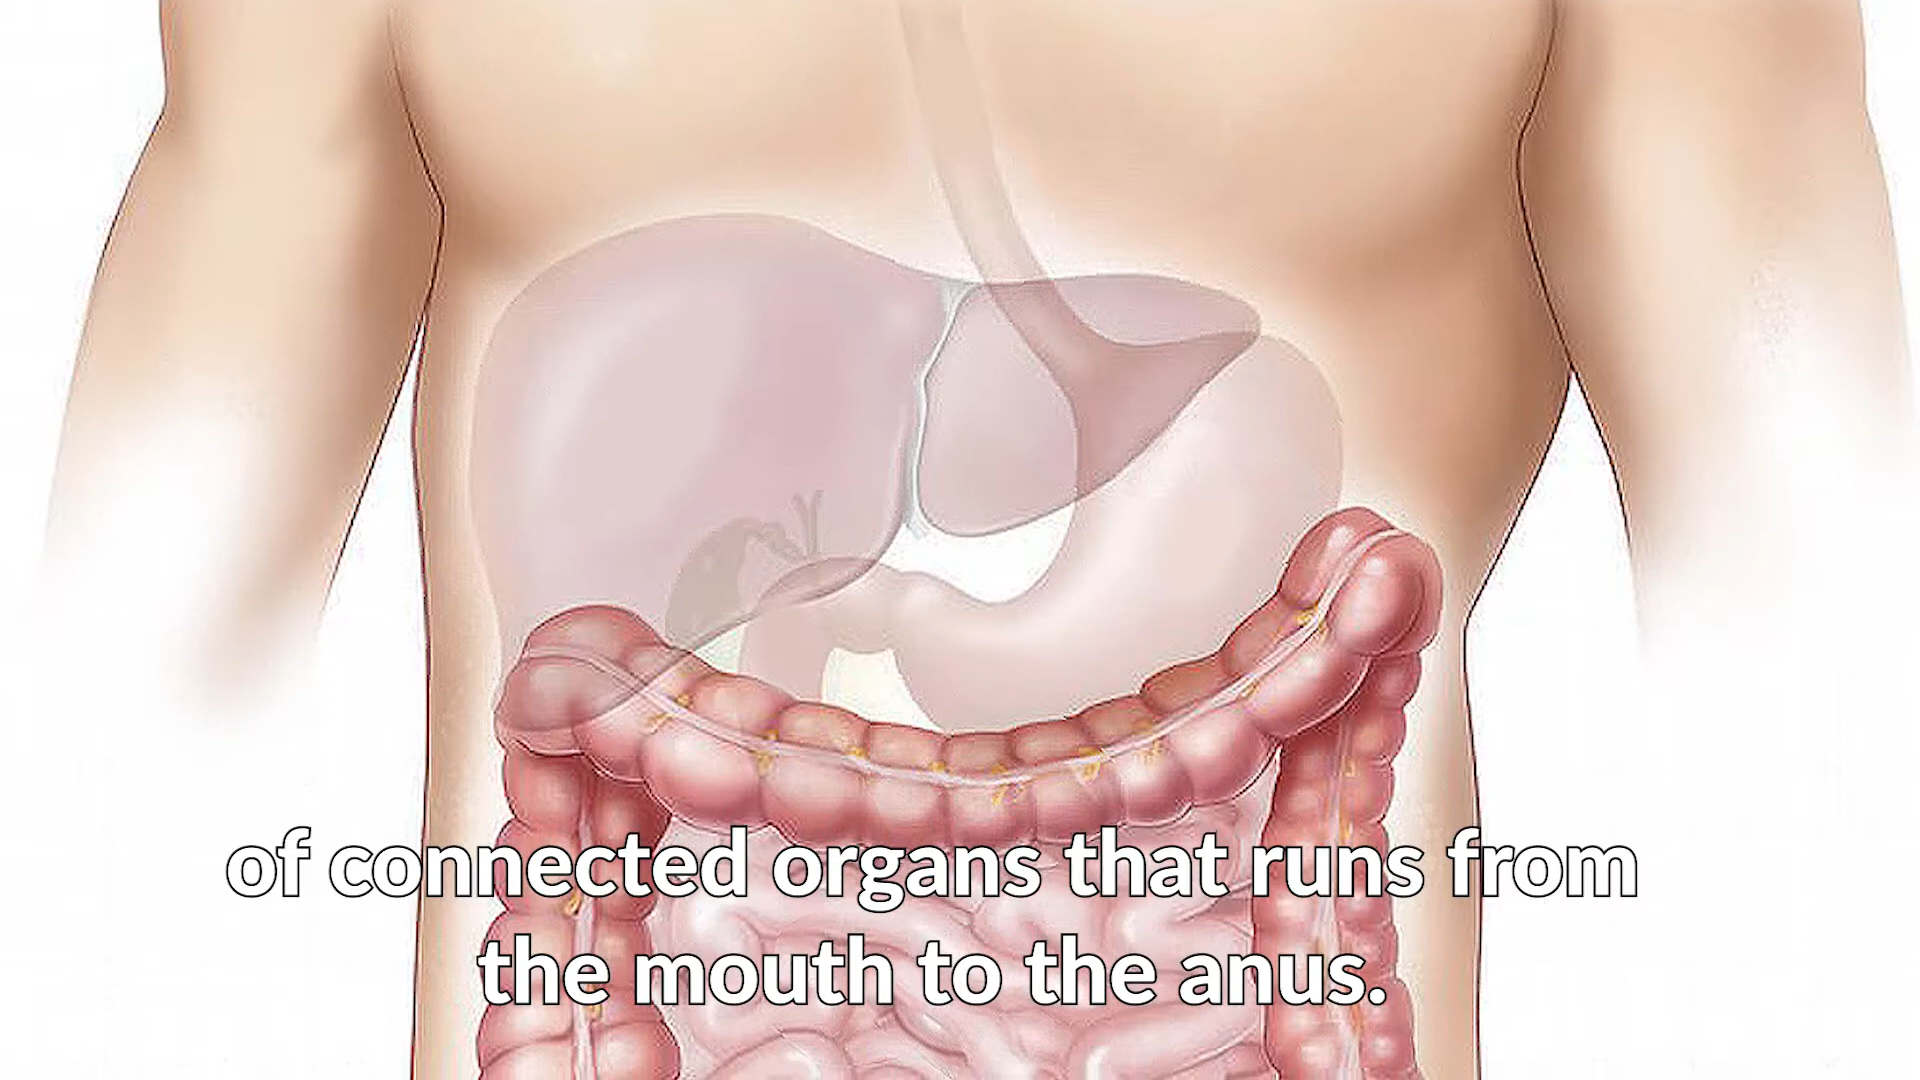 of connected organs that runs from
the mouth to the anus.